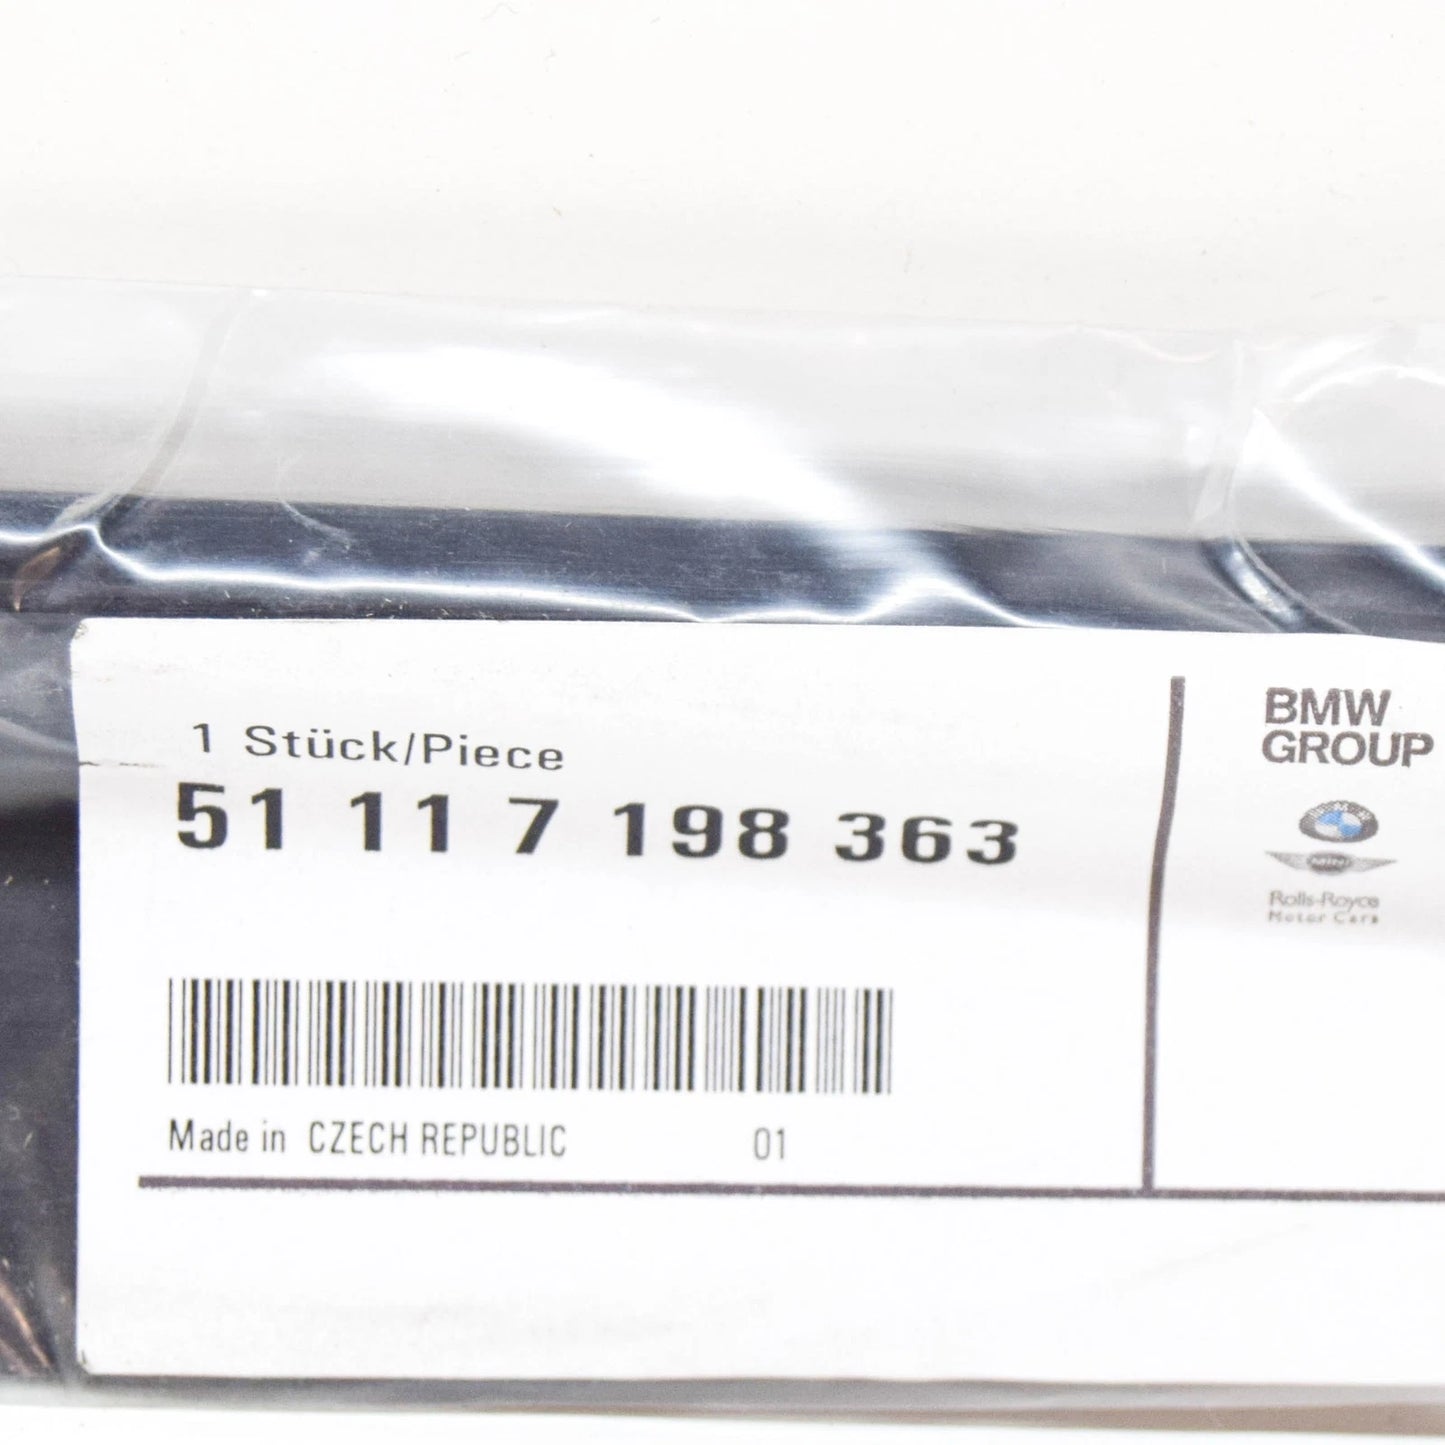 1 Stück/Piece
51 11 7 198 363
Made in CZECH REPUBLIC 01
BMW
GROUP
MINI
Rolls-Royce
Motor Cars